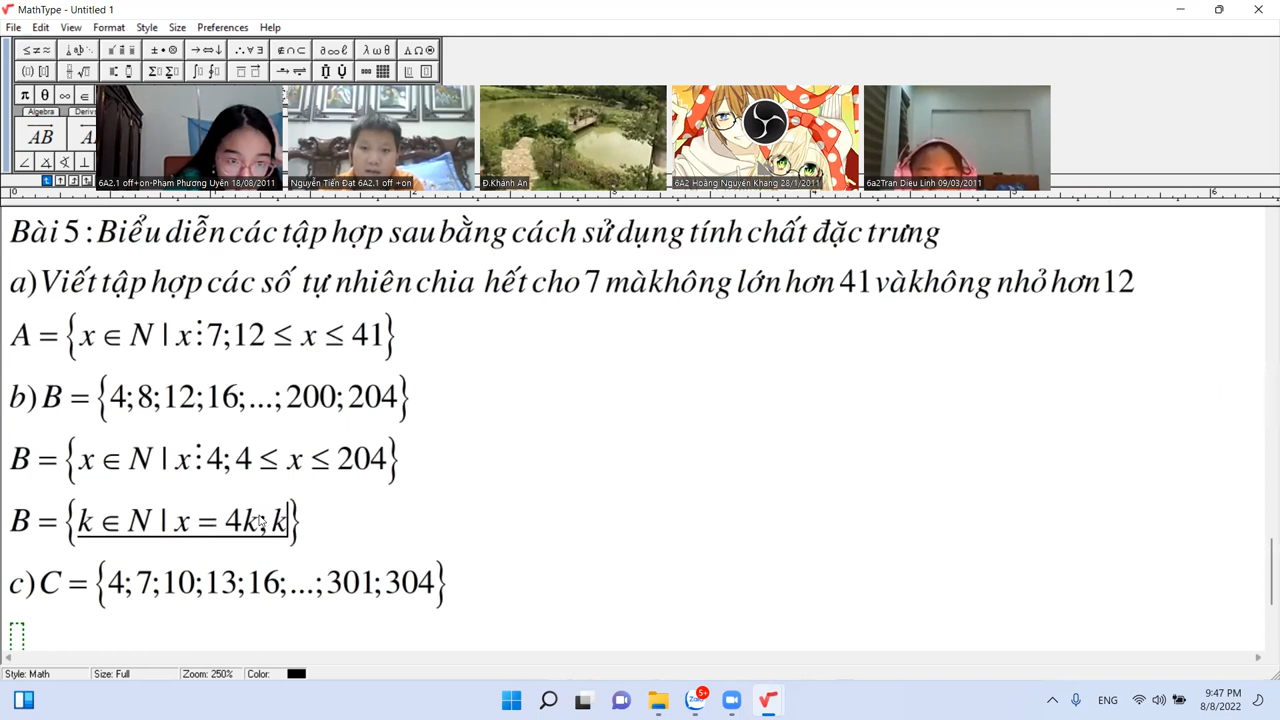 MathType - Untitled 1
File Edit View Format Style Size Preferences Help
Algebra Deriv
6A2.1 off+on-Phạm Phương Uyên 18/08/2011 Nguyễn Tiến Đạt 6A2.1 off +on Đ.Khánh An 6A2 Hoàng Nguyên Khang 28/1/2011 6a2Tran Dieu Linh 09/03/2011
Bài 5 : Biểu diễn các tập hợp sau bằng cách sử dụng tính chất đặc trưng
a) Viết tập hợp các số tự nhiên chia hết cho 7 mà không lớn hơn 41 và không nhỏ hơn 12
A = {x ∈ N | x ⋮ 7; 12 ≤ x ≤ 41}
b) B = {4; 8; 12; 16; ...; 200; 204}
B = {x ∈ N | x ⋮ 4; 4 ≤ x ≤ 204}
B = {k ∈ N | x = 4k; k}
c) C = {4; 7; 10; 13; 16; ...; 301; 304}
Style: Math Size: Full Zoom: 250% Color:
5+ Zalo ENG 9:47 PM
8/8/2022